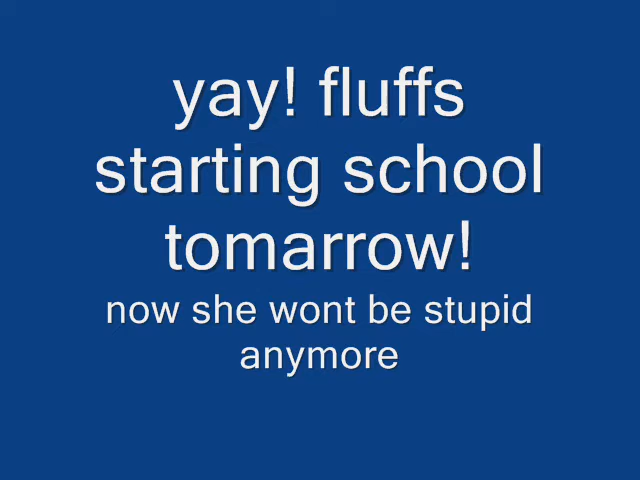 yay! fluffs
starting school
tomarrow!
now she wont be stupid
anymore